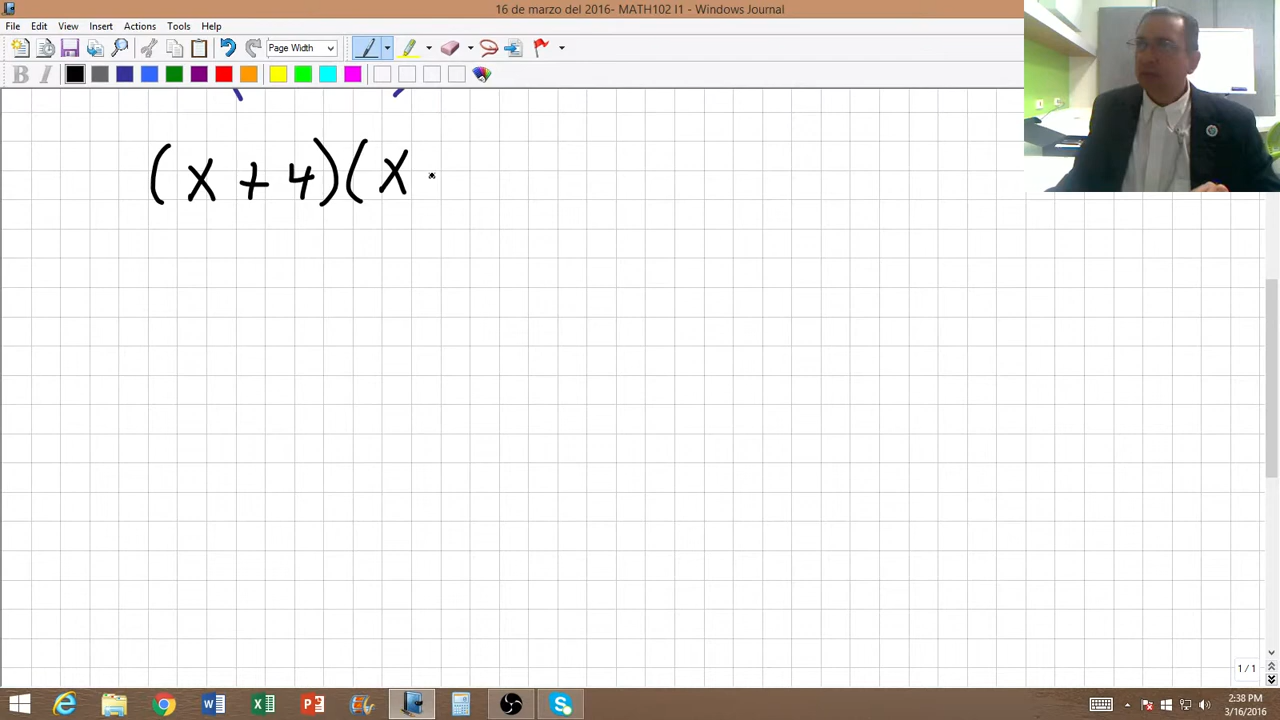 16 de marzo del 2016- MATH102 I1 - Windows Journal
File Edit View Insert Actions Tools Help
Page Width
B I
(x + 4)(x
1 / 1
2:38 PM
3/16/2016